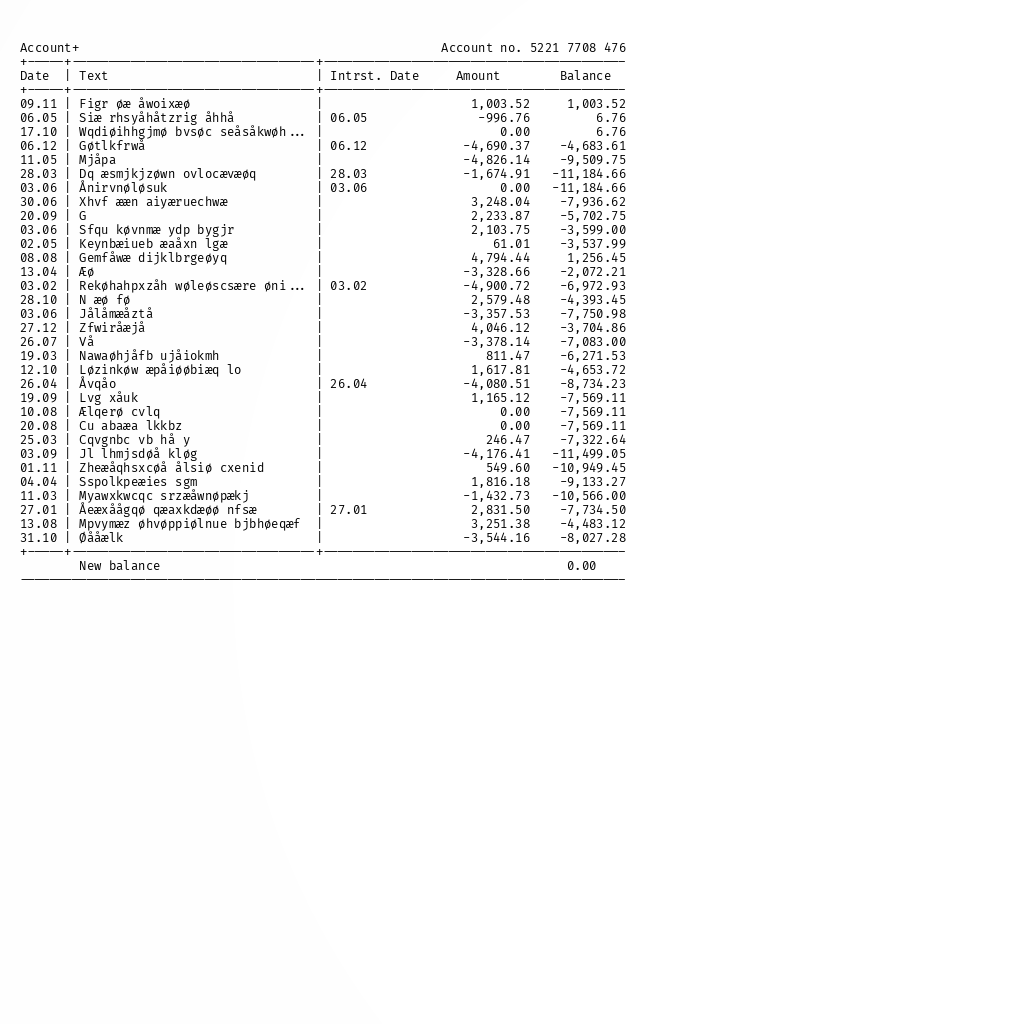 Account+ Account no. 5221 7708 476
+-----+---------------------------------+-----------------------------------------
Date | Text | Intrst. Date Amount Balance
+-----+---------------------------------+-----------------------------------------
09.11 | Figr øæ åwoixæø | 1,003.52 1,003.52
06.05 | Siæ rhsyåhåtzrig åhhå | 06.05 -996.76 6.76
17.10 | Wqdiøihhgjmø bvsøc seåsåkwøh... 0.00 6.76
06.12 | Gøtlkfrwå | 06.12 -4,690.37 -4,683.61
11.05 | Mjåpa | -4,826.14 -9,509.75
28.03 | Dq æsmjkjzøwn ovlocævæøq | 28.03 -1,674.91 -11,184.66
03.06 | Ånirvnøløsuk | 03.06 0.00 -11,184.66
30.06 | Xhvf ææn aiyæruechwæ | 3,248.04 -7,936.62
20.09 | G | 2,233.87 -5,702.75
03.06 | Sfqu køvnmæ ydp bygjr | 2,103.75 -3,599.00
02.05 | Keynbæiueb æaåxn lgæ | 61.01 -3,537.99
08.08 | Gemfåwæ dijklbrgeøyq | 4,794.44 1,256.45
13.04 | Æø | -3,328.66 -2,072.21
03.02 | Rekøhahpxzåh wøleøscsære øni... | 03.02 -4,900.72 -6,972.93
28.10 | N æø fø | 2,579.48 -4,393.45
03.06 | Jålåmæåztå | -3,357.53 -7,750.98
27.12 | Zfwiråæjå | 4,046.12 -3,704.86
26.07 | Vå | -3,378.14 -7,083.00
19.03 | Nawaøhjåfb ujåiokmh | 811.47 -6,271.53
12.10 | Løzinkøw æpåiøøbiæq lo | 1,617.81 -4,653.72
26.04 | Åvqåo | 26.04 -4,080.51 -8,734.23
19.09 | Lvg xåuk | 1,165.12 -7,569.11
10.08 | Ælqerø cvlq | 0.00 -7,569.11
20.08 | Cu abaæa lkkbz | 0.00 -7,569.11
25.03 | Cqvgnbc vb hå y | 246.47 -7,322.64
03.09 | Jl lhmjsdøå kløg | -4,176.41 -11,499.05
01.11 | Zheæåqhsxcøå ålsiø cxenid | 549.60 -10,949.45
04.04 | Sspolkpeæies sgm | 1,816.18 -9,133.27
11.03 | Myawxkwcqc srzæåwnøpækj | -1,432.73 -10,566.00
27.01 | Åeæxåågqø qæaxkdæøø nfsæ | 27.01 2,831.50 -7,734.50
13.08 | Mpvymæz øhvøppiølnue bjbhøeqæf | 3,251.38 -4,483.12
31.10 | Øååælk | -3,544.16 -8,027.28
+-----+---------------------------------+-----------------------------------------
New balance 0.00
----------------------------------------------------------------------------------